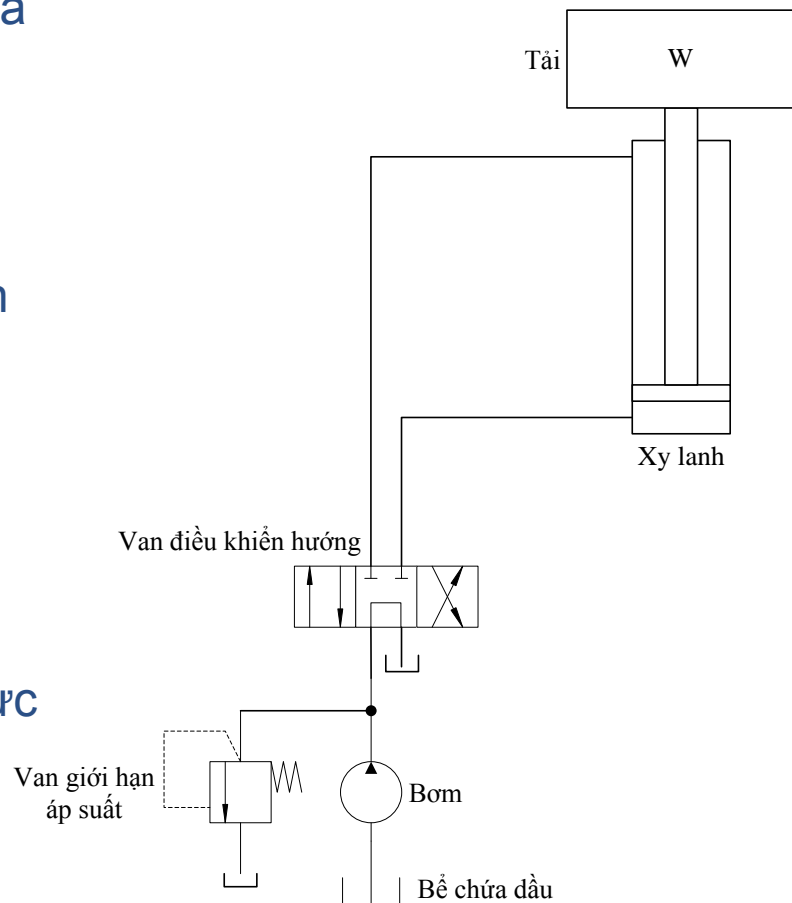 a
Tải
W
n
Xy lanh
Van điều khiển hướng
ực
Van giới hạn
áp suất
Bơm
Bể chứa dầu